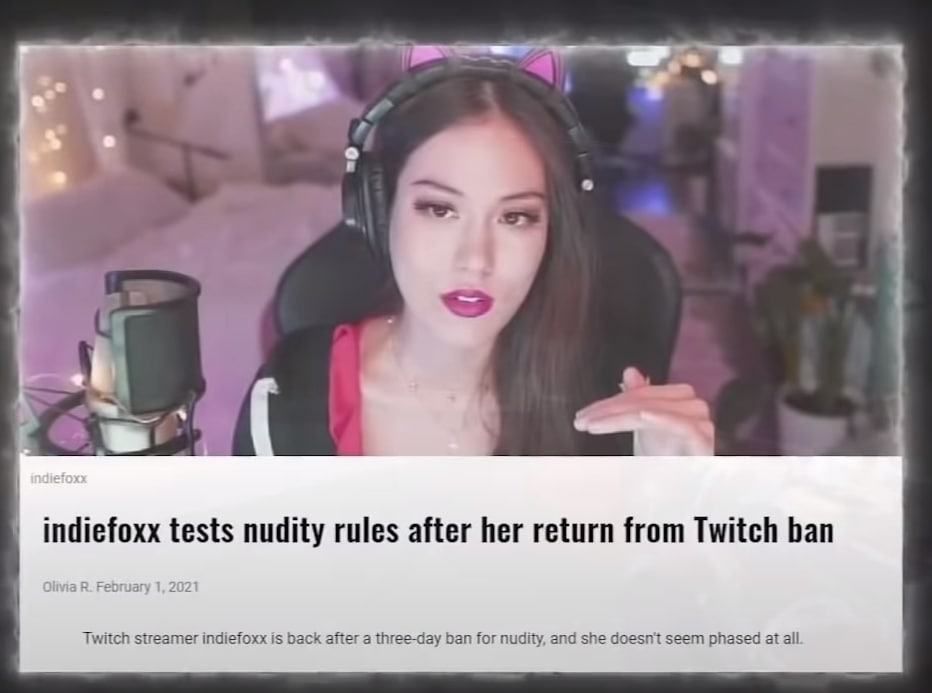 indiefoxx
indiefoxx tests nudity rules after her return from Twitch ban
Olivia R. February 1, 2021
Twitch streamer indiefoxx is back after a three-day ban for nudity, and she doesn't seem phased at all.